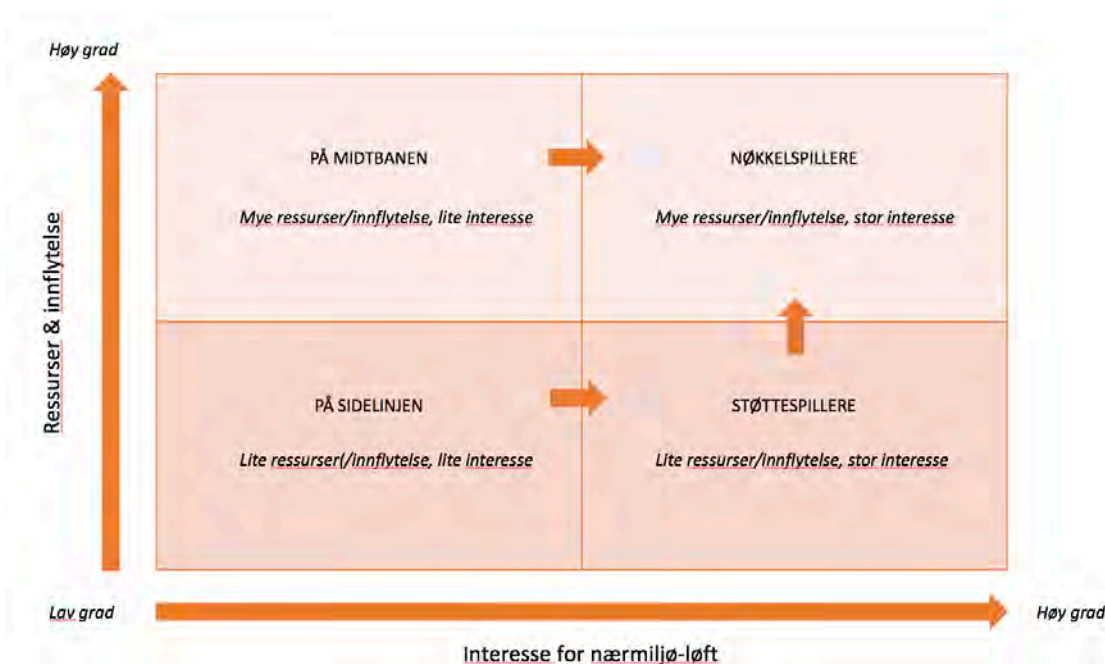 Høy grad
PÅ MIDTBANEN
NØKKELSPILLERE
Mye ressurser/innflytelse, lite interesse
Mye ressurser/innflytelse, stor interesse
Ressurser & innflytelse
PÅ SIDELINJEN
STØTTESPILLERE
Lite ressurser(/innflytelse, lite interesse
Lite ressurser/innflytelse, stor interesse
Lav grad
Høy grad
Interesse for nærmiljø-løft